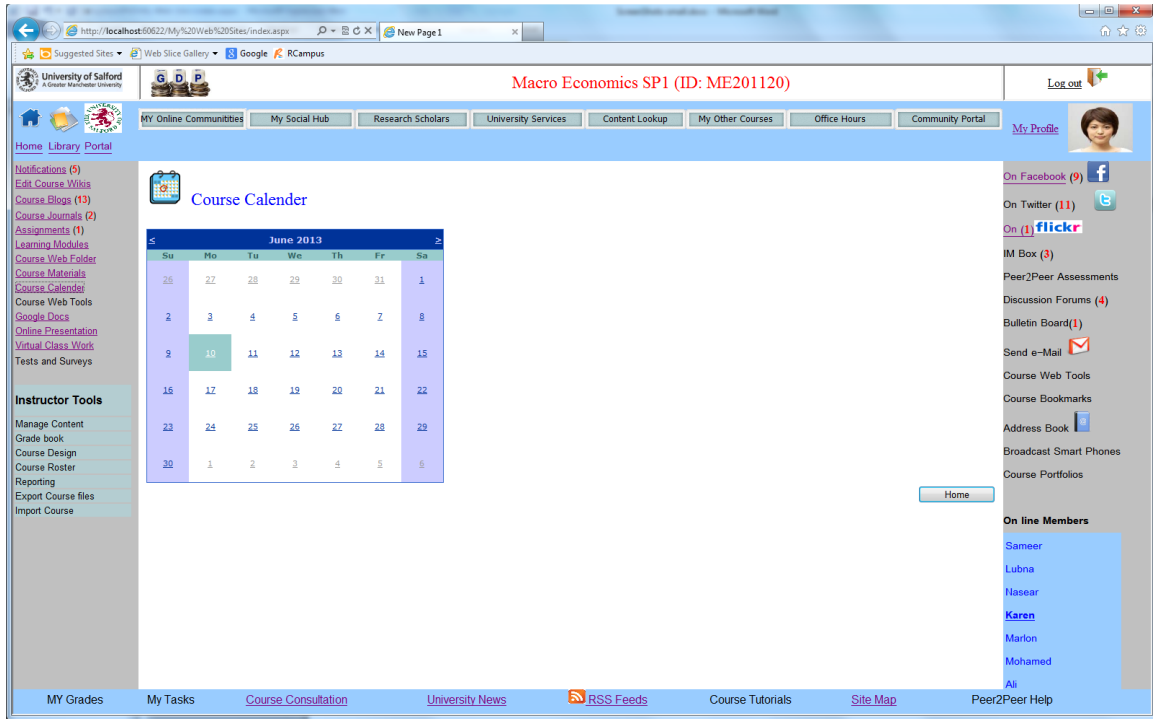 http://localhost:60622/My%20Web%20Sites/index.aspx
New Page 1
Suggested Sites
Web Slice Gallery
Google
RCampus
University of Salford
A Greater Manchester University
G D P
Macro Economics SP1 (ID: ME201120)
Log out
MY Online Communitities
My Social Hub
Research Scholars
University Services
Content Lookup
My Other Courses
Office Hours
Community Portal
My Profile
Home Library Portal
Notifications (5)
Edit Course Wikis
Course Blogs (13)
Course Journals (2)
Assignments (1)
Learning Modules
Course Web Folder
Course Materials
Course Calender
Course Web Tools
Google Docs
Online Presentation
Virtual Class Work
Tests and Surveys
Instructor Tools
Manage Content
Grade book
Course Design
Course Roster
Reporting
Export Course files
Import Course
Course Calender
< June 2013 >
Su Mo Tu We Th Fr Sa
26 27 28 29 30 31 1
2 3 4 5 6 7 8
9 10 11 12 13 14 15
16 17 18 19 20 21 22
23 24 25 26 27 28 29
30 1 2 3 4 5 6
Home
On Facebook (9)
On Twitter (11)
On (1) flickr
IM Box (3)
Peer2Peer Assessments
Discussion Forums (4)
Bulletin Board(1)
Send e-Mail
Course Web Tools
Course Bookmarks
Address Book
Broadcast Smart Phones
Course Portfolios
On line Members
Sameer
Lubna
Nasear
Karen
Marlon
Mohamed
Ali
MY Grades
My Tasks
Course Consultation
University News
RSS Feeds
Course Tutorials
Site Map
Peer2Peer Help